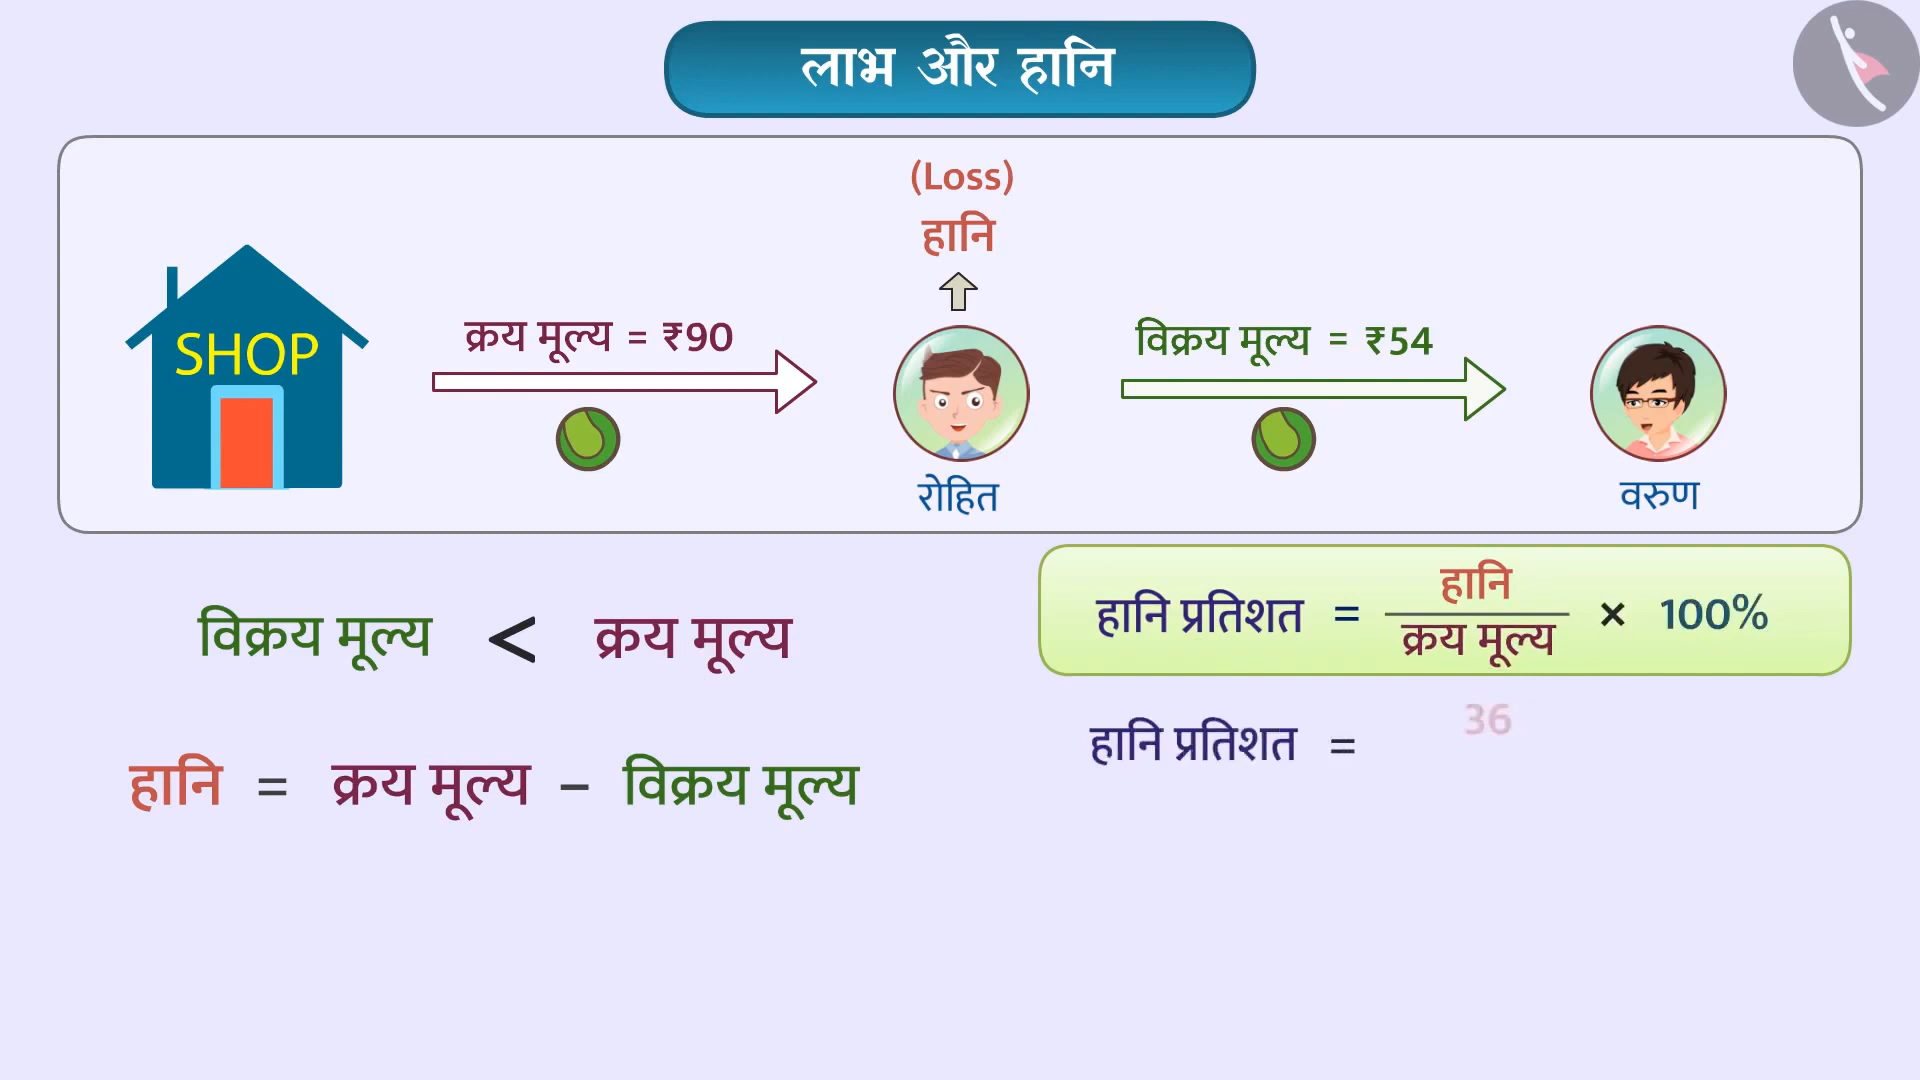 लाभ और हानि
(Loss)
हानि
SHOP
क्रय मूल्य = ₹90
विक्रय मूल्य = ₹54
रोहित
वरुण
विक्रय मूल्य < क्रय मूल्य
हानि = क्रय मूल्य – विक्रय मूल्य
हानि प्रतिशत = हानि / क्रय मूल्य × 100%
हानि प्रतिशत = 36